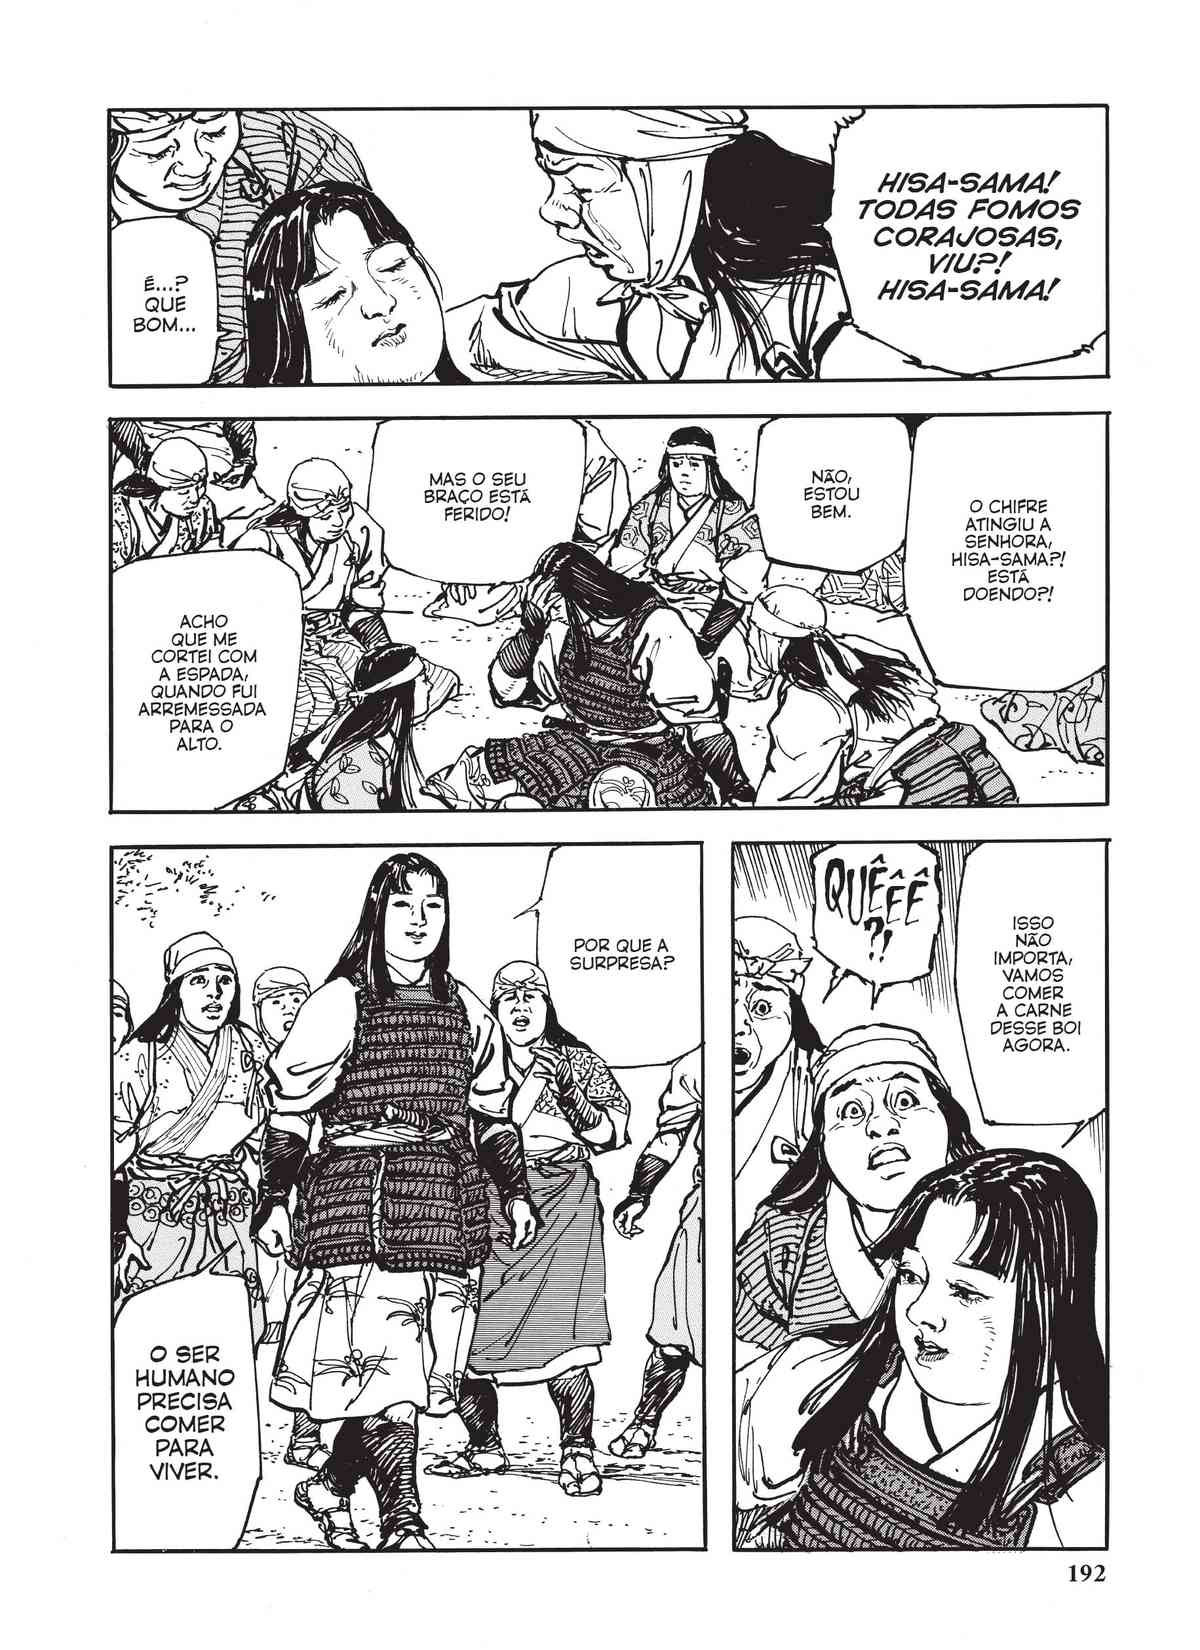 HISA-SAMA!
TODAS FOMOS
CORAJOSAS,
VIU?!
HISA-SAMA!
É...?
QUE
BOM...
O CHIFRE
ATINGIU A
SENHORA,
HISA-SAMA?!
ESTÁ
DOENDO?!
NÃO,
ESTOU
BEM.
MAS O SEU
BRAÇO ESTÁ
FERIDO!
ACHO
QUE ME
CORTEI COM
A ESPADA,
QUANDO FUI
ARREMESSADA
PARA O
ALTO.
ISSO
NÃO
IMPORTA,
VAMOS
COMER
A CARNE
DESSE BOI
AGORA.
QUÊÊÊ
?!
POR QUE A
SURPRESA?
O SER
HUMANO
PRECISA
COMER
PARA
VIVER.
192